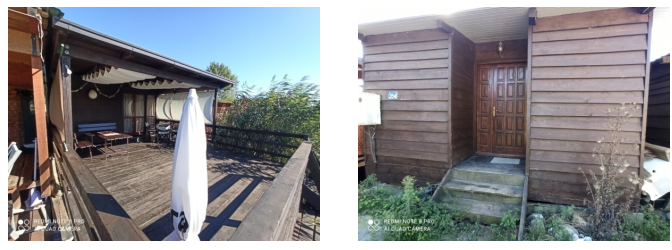 REDMI NOTE 8 PRO
AI QUAD CAMERA
REDMI NOTE 8 PRO
AI QUAD CAMERA